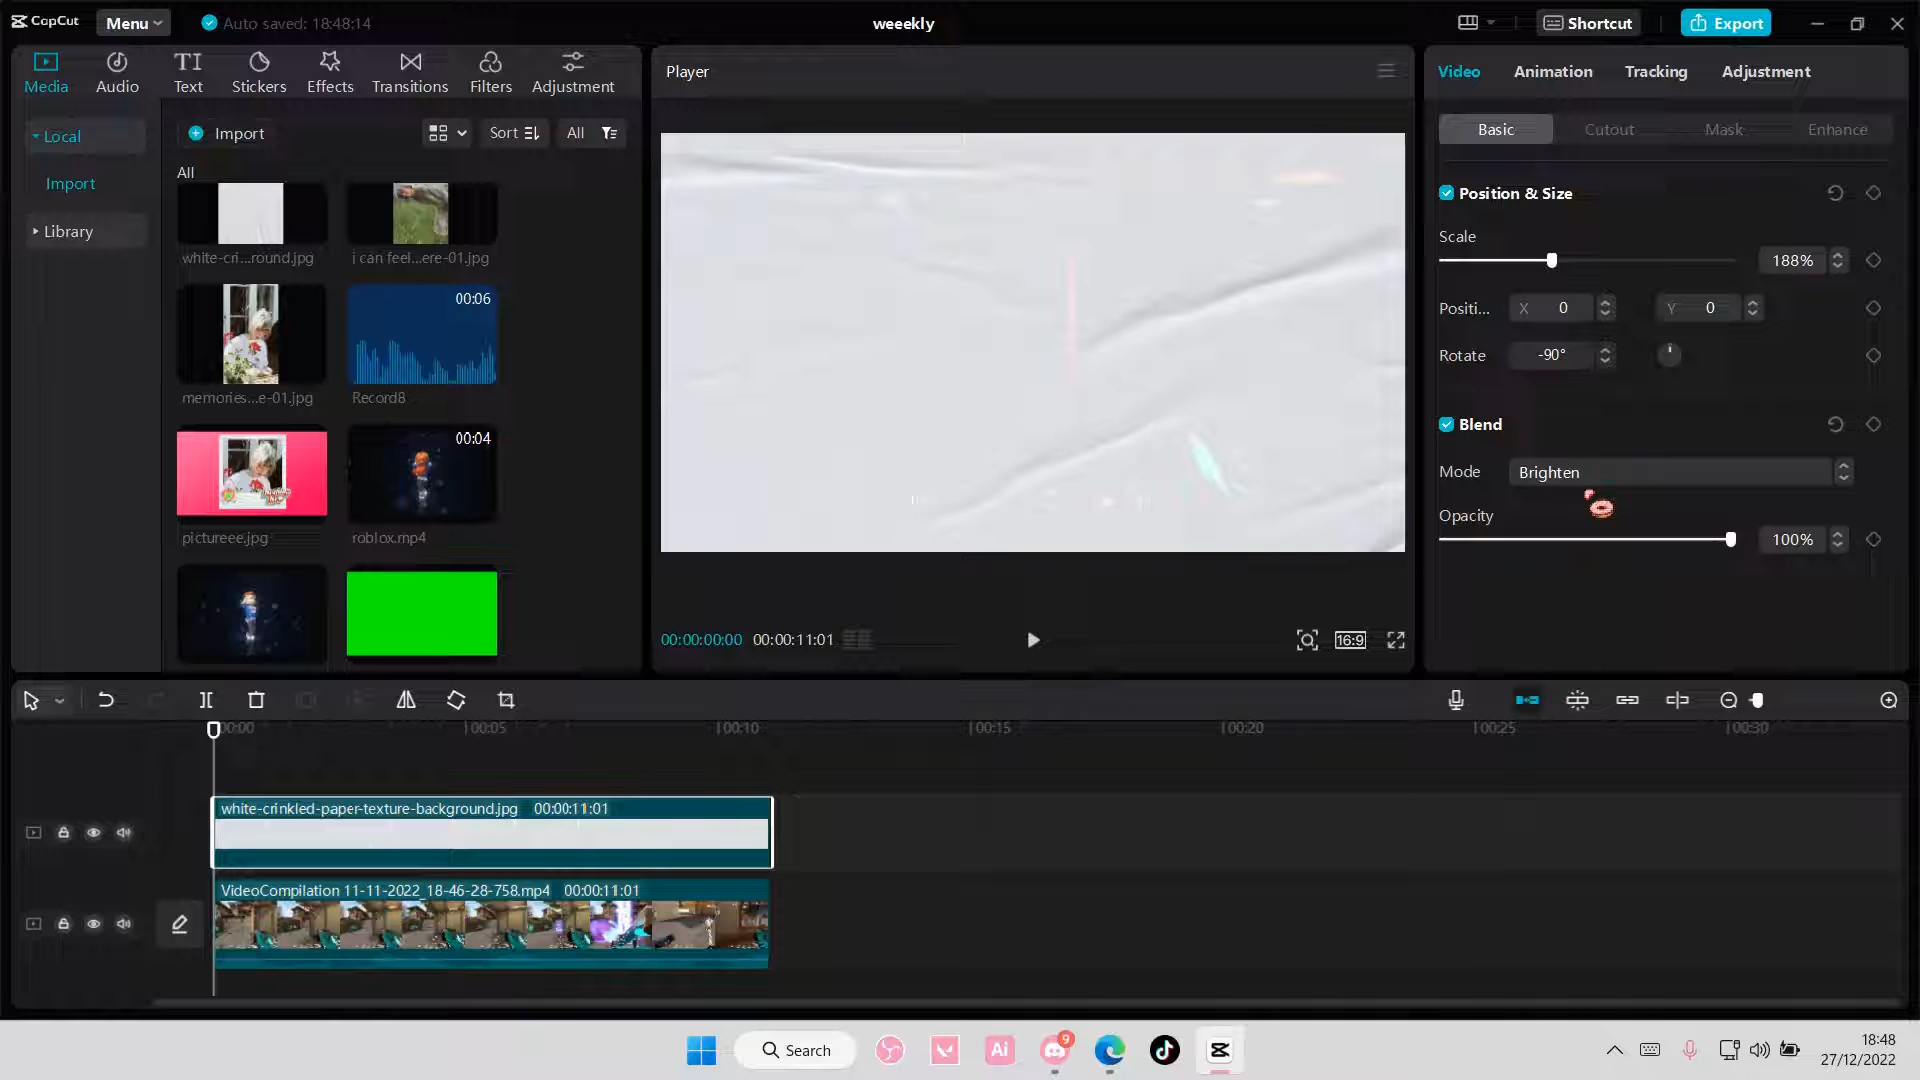 CapCut
Menu
Auto saved: 18:48:14
weeekly
Shortcut
Export
Media
Audio
TI
Text
Stickers
Effects
Transitions
Filters
Adjustment
Local
Import
Library
Import
Sort
All
All
white-cri...round.jpg
i can feel...ere-01.jpg
memories...e-01.jpg
00:06
Record8
pictureee.jpg
00:04
roblox.mp4
Player
00:00:00:00
00:00:11:01
16:9
Video
Animation
Tracking
Adjustment
Basic
Cutout
Mask
Enhance
Position & Size
Scale
188%
Positi...
X 0
Y 0
Rotate
-90°
Blend
Mode
Brighten
Opacity
100%
00:00
00:05
00:10
00:15
00:20
00:25
00:30
white-crinkled-paper-texture-background.jpg 00:00:11:01
VideoCompilation 11-11-2022_18-46-28-758.mp4 00:00:11:01
Search
Ai
9
18:48
27/12/2022